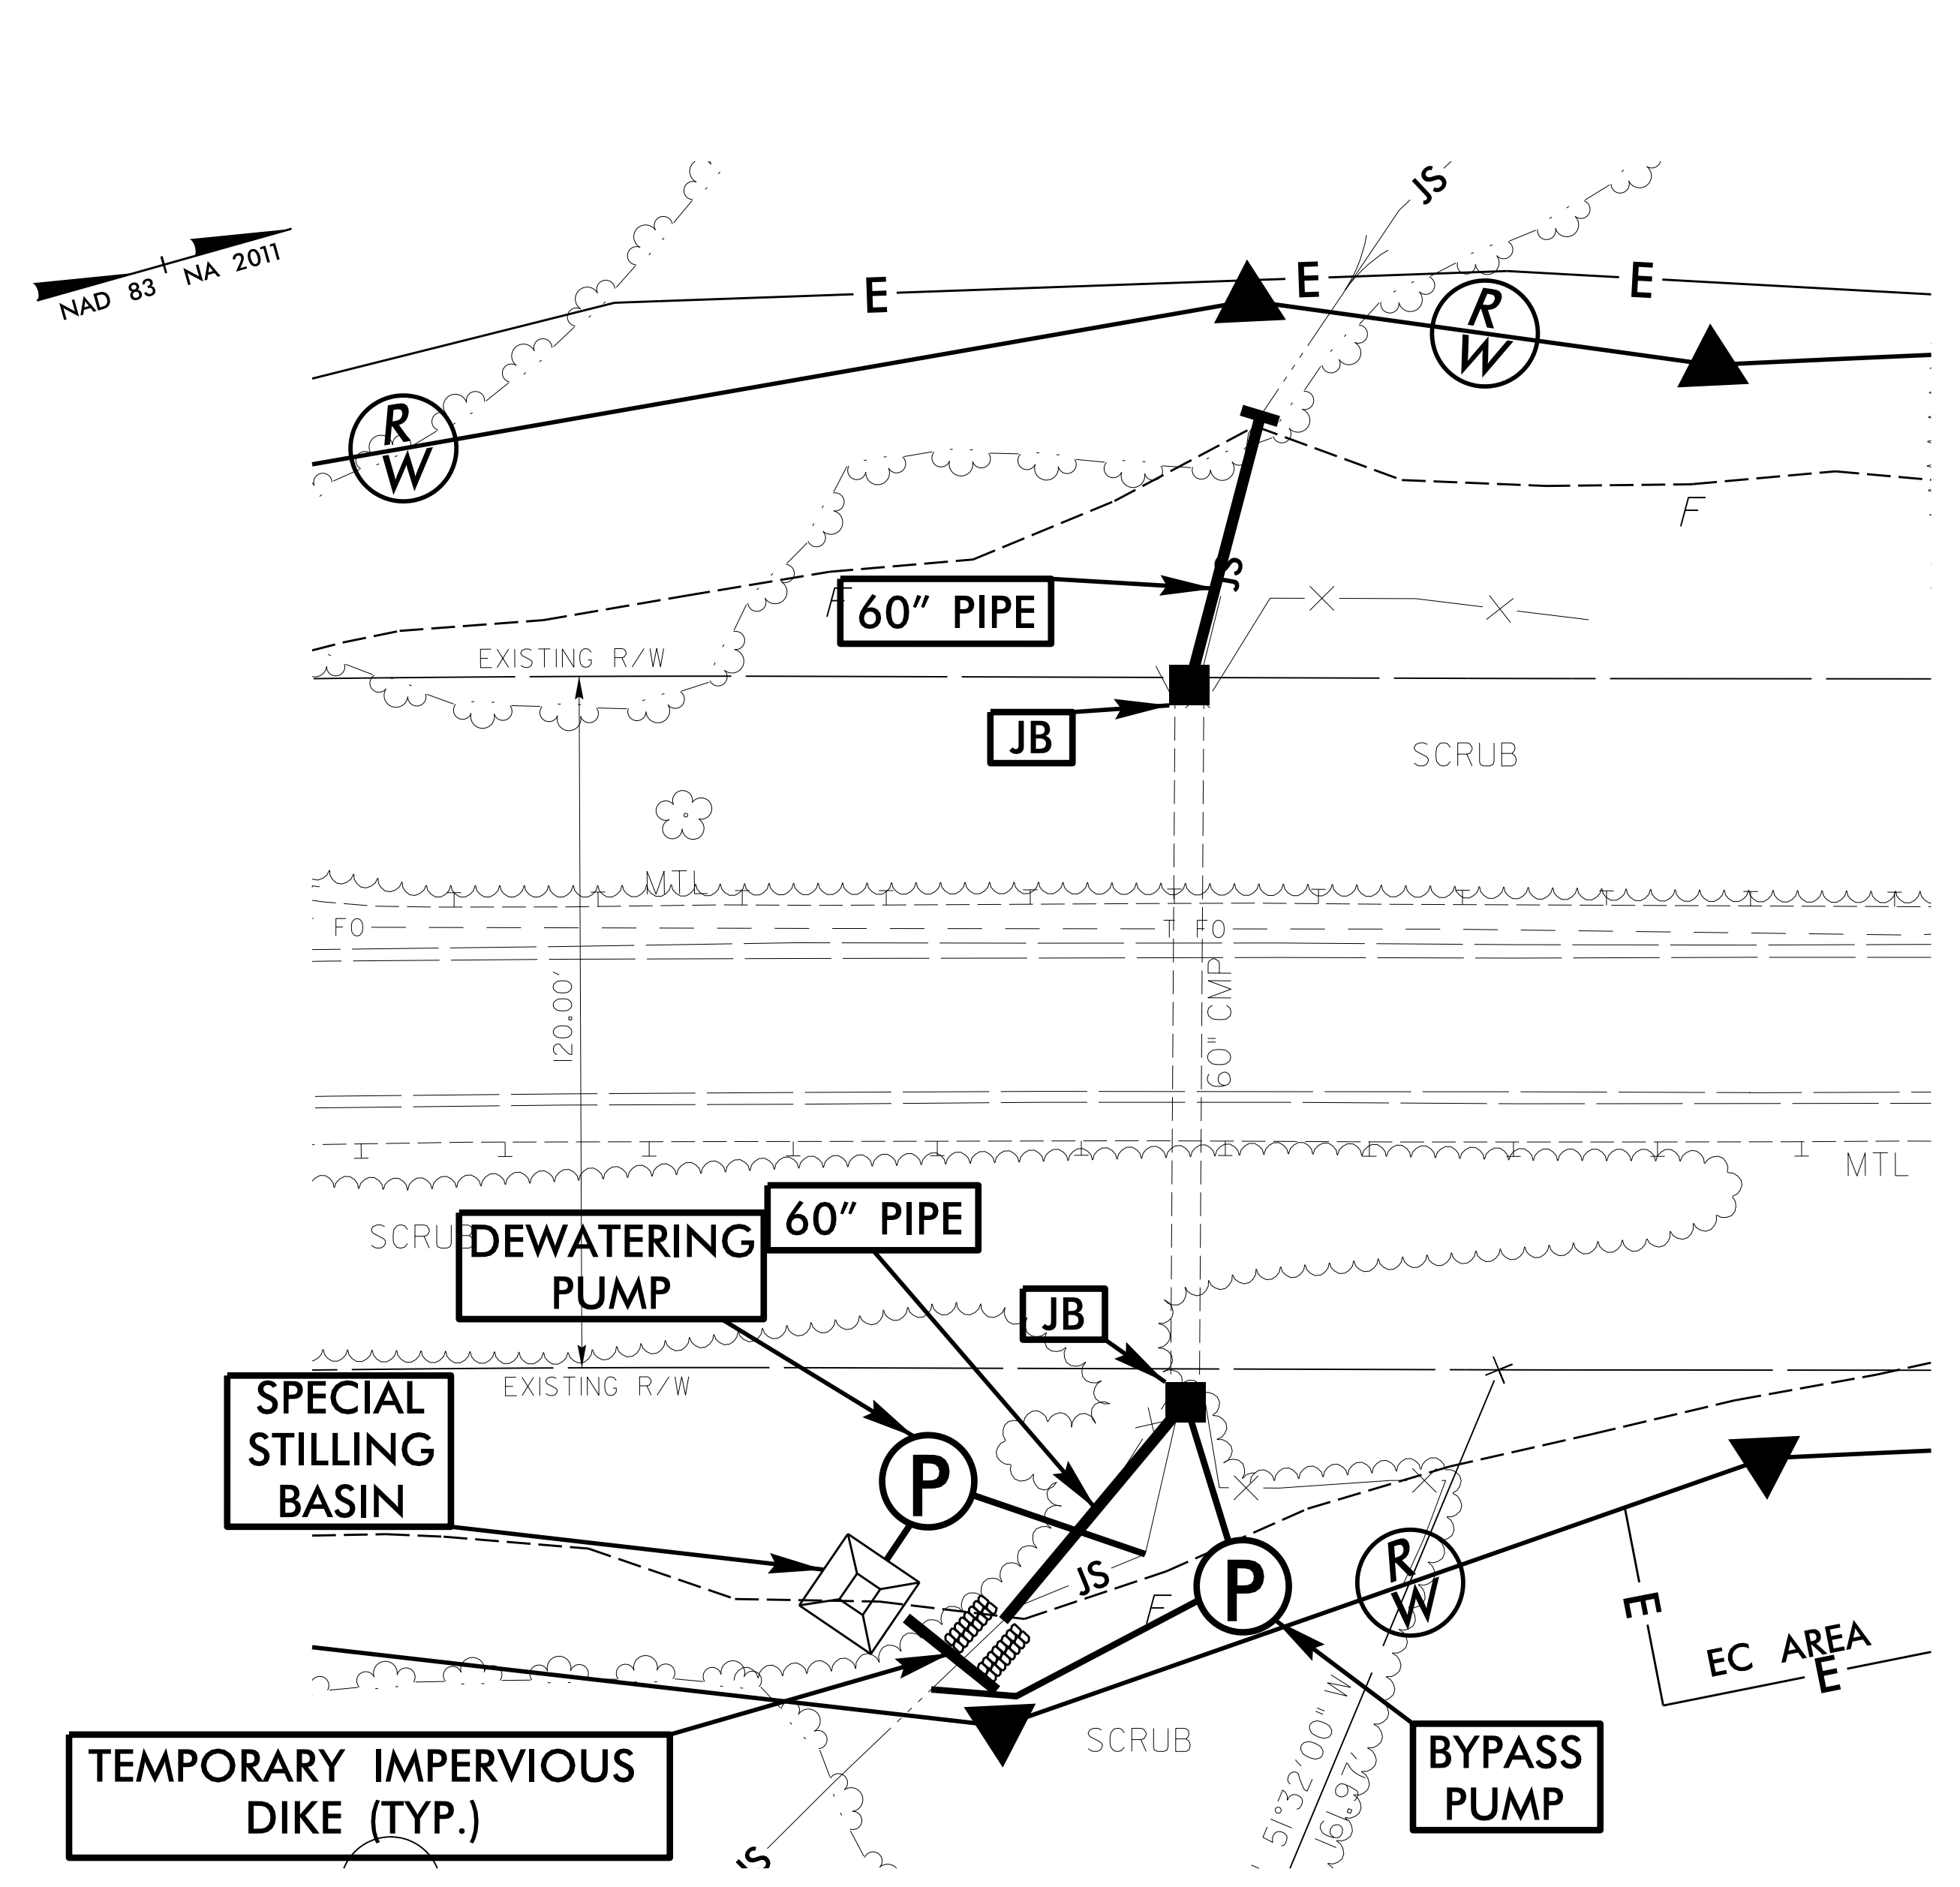 JS
NAD 83 NA 2011
E
E
E
R
W
R
W
F
JS
F
60" PIPE
EXISTING R/W
JB
SCRUB
MTL
FO
T FO
120.00'
60" CMP
MTL
60" PIPE
SCRUB
DEWATERING
PUMP
JB
EXISTING R/W
SPECIAL
STILLING
BASIN
P
JS
P
R
W
F
E
EC AREA
E
SCRUB
TEMPORARY IMPERVIOUS
DIKE (TYP.)
BYPASS
PUMP
51°32'00" W
116.97'
JS